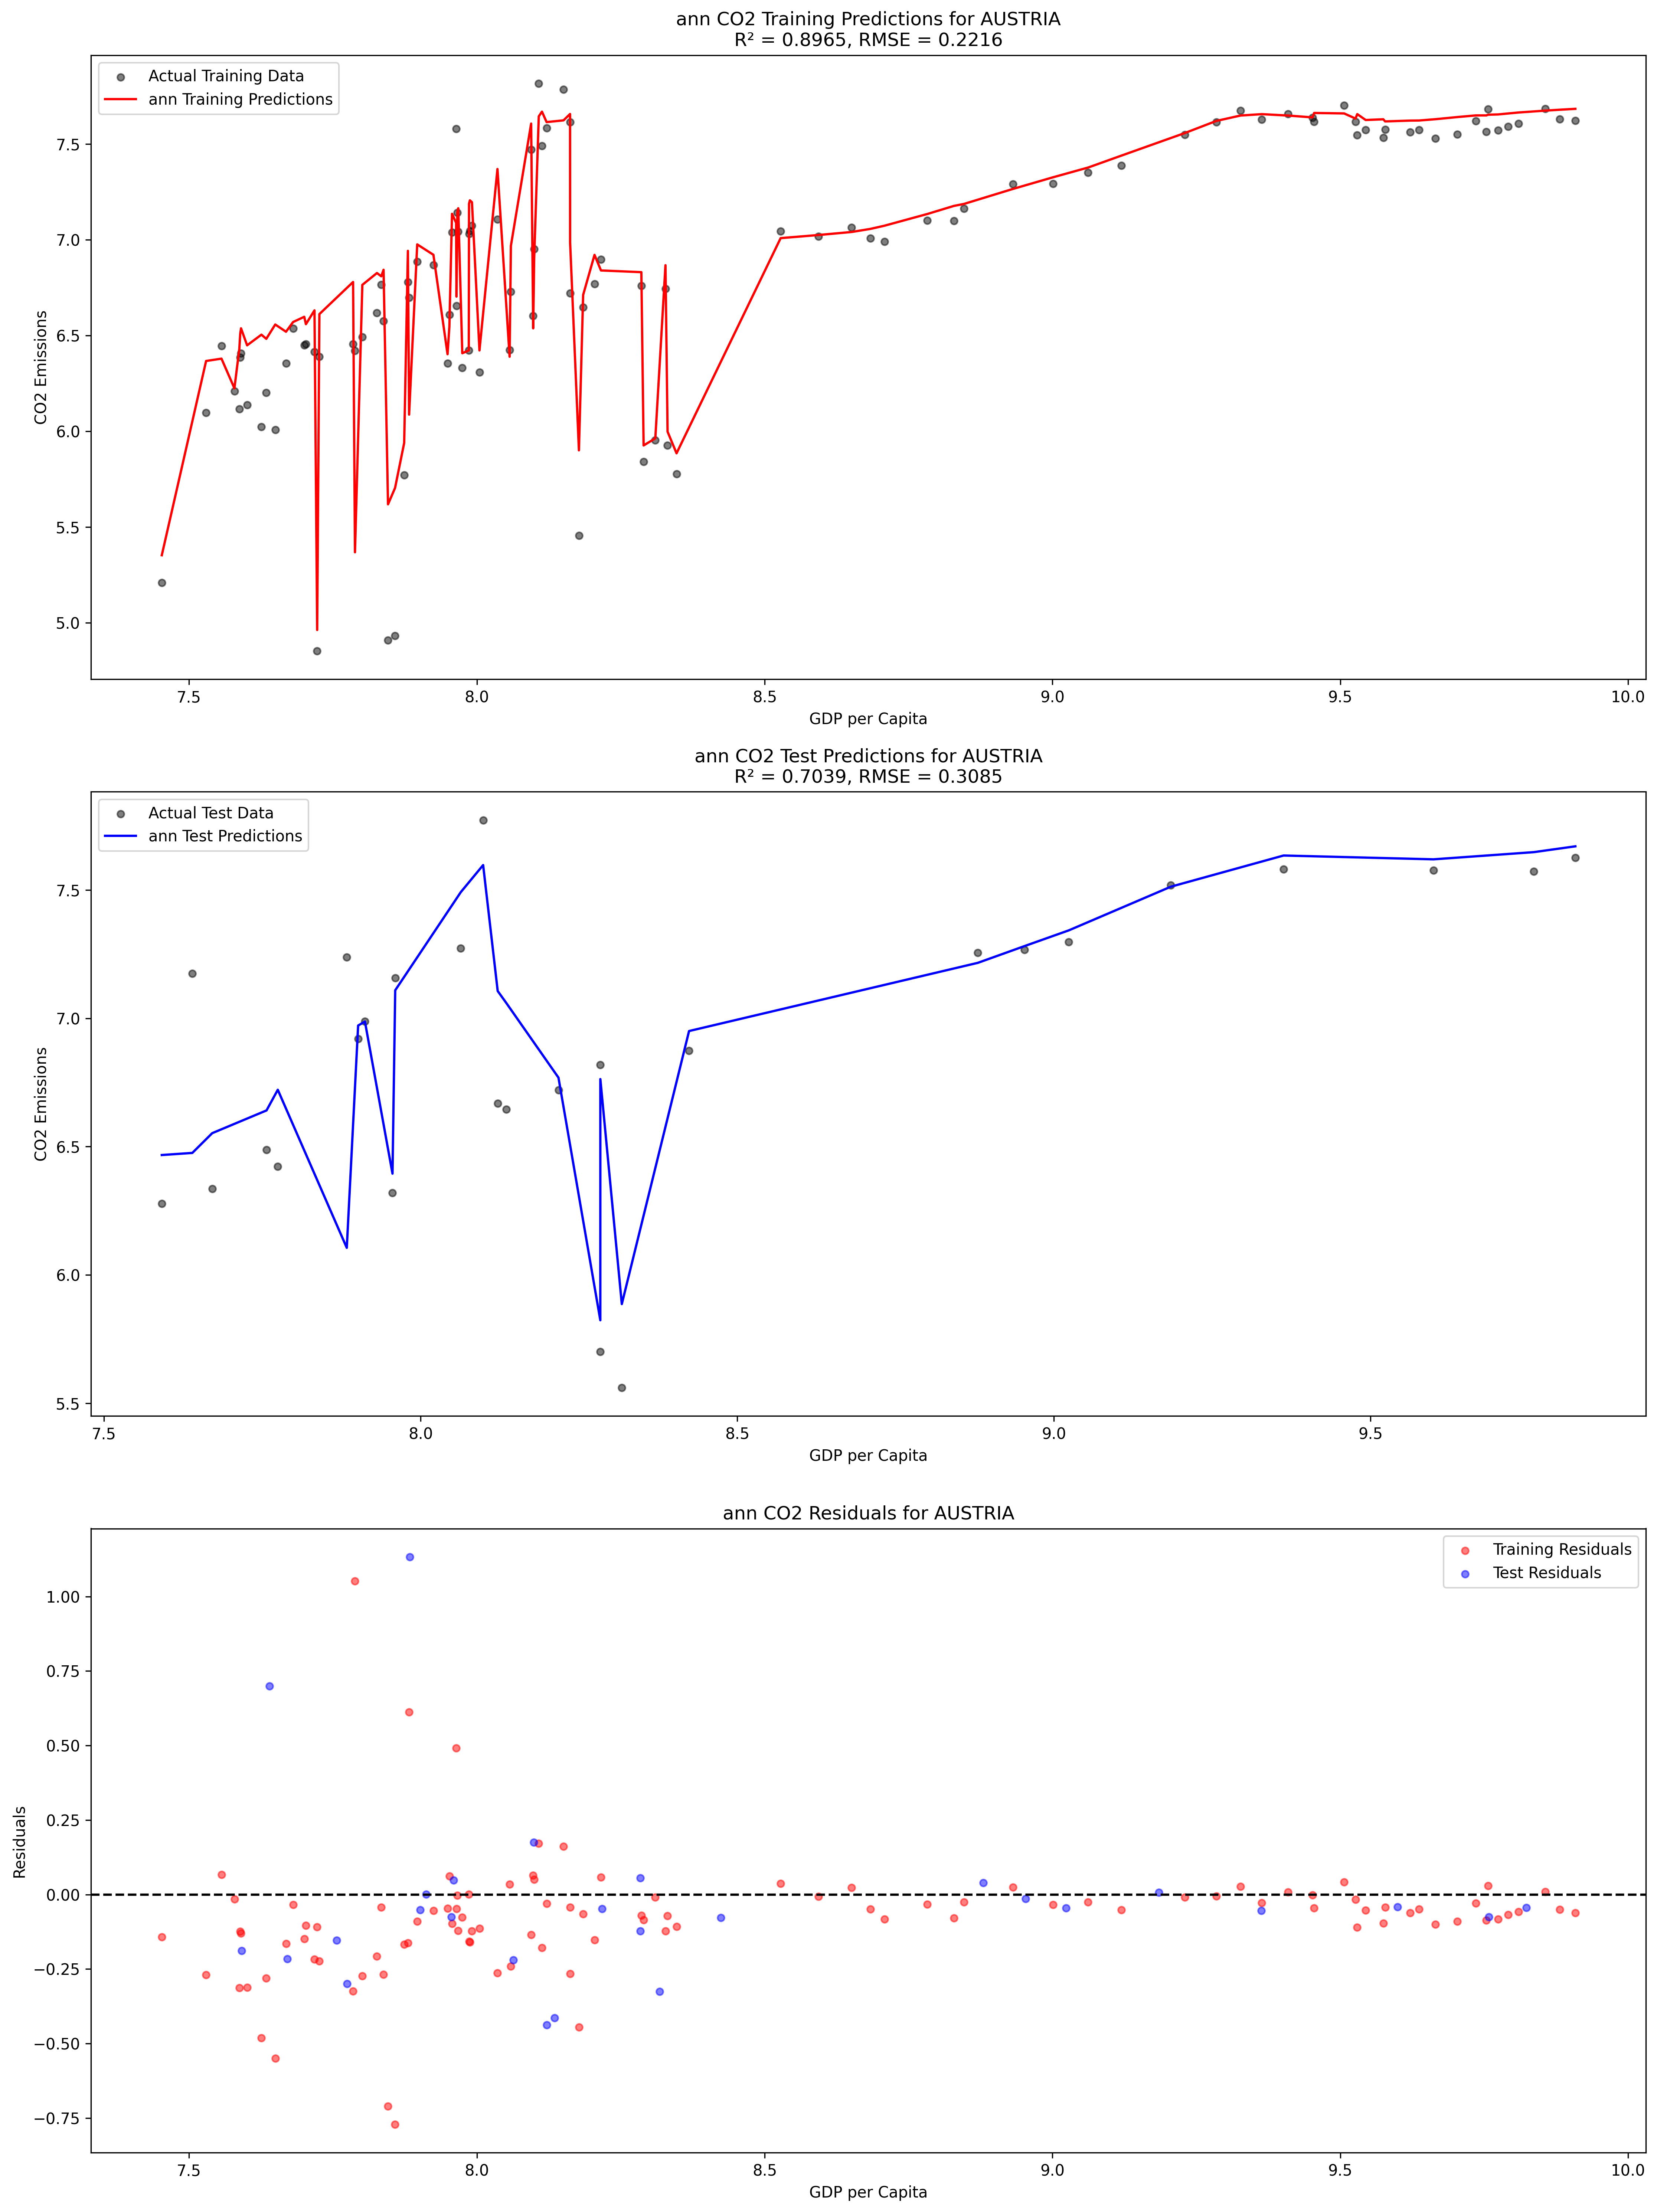 ann CO2 Training Predictions for AUSTRIA
R² = 0.8965, RMSE = 0.2216
Actual Training Data
ann Training Predictions
CO2 Emissions
7.5
7.0
6.5
6.0
5.5
5.0
7.5 8.0 8.5 9.0 9.5 10.0
GDP per Capita
ann CO2 Test Predictions for AUSTRIA
R² = 0.7039, RMSE = 0.3085
Actual Test Data
ann Test Predictions
CO2 Emissions
7.5
7.0
6.5
6.0
5.5
7.5 8.0 8.5 9.0 9.5
GDP per Capita
ann CO2 Residuals for AUSTRIA
Training Residuals
Test Residuals
Residuals
1.00
0.75
0.50
0.25
0.00
−0.25
−0.50
−0.75
7.5 8.0 8.5 9.0 9.5 10.0
GDP per Capita